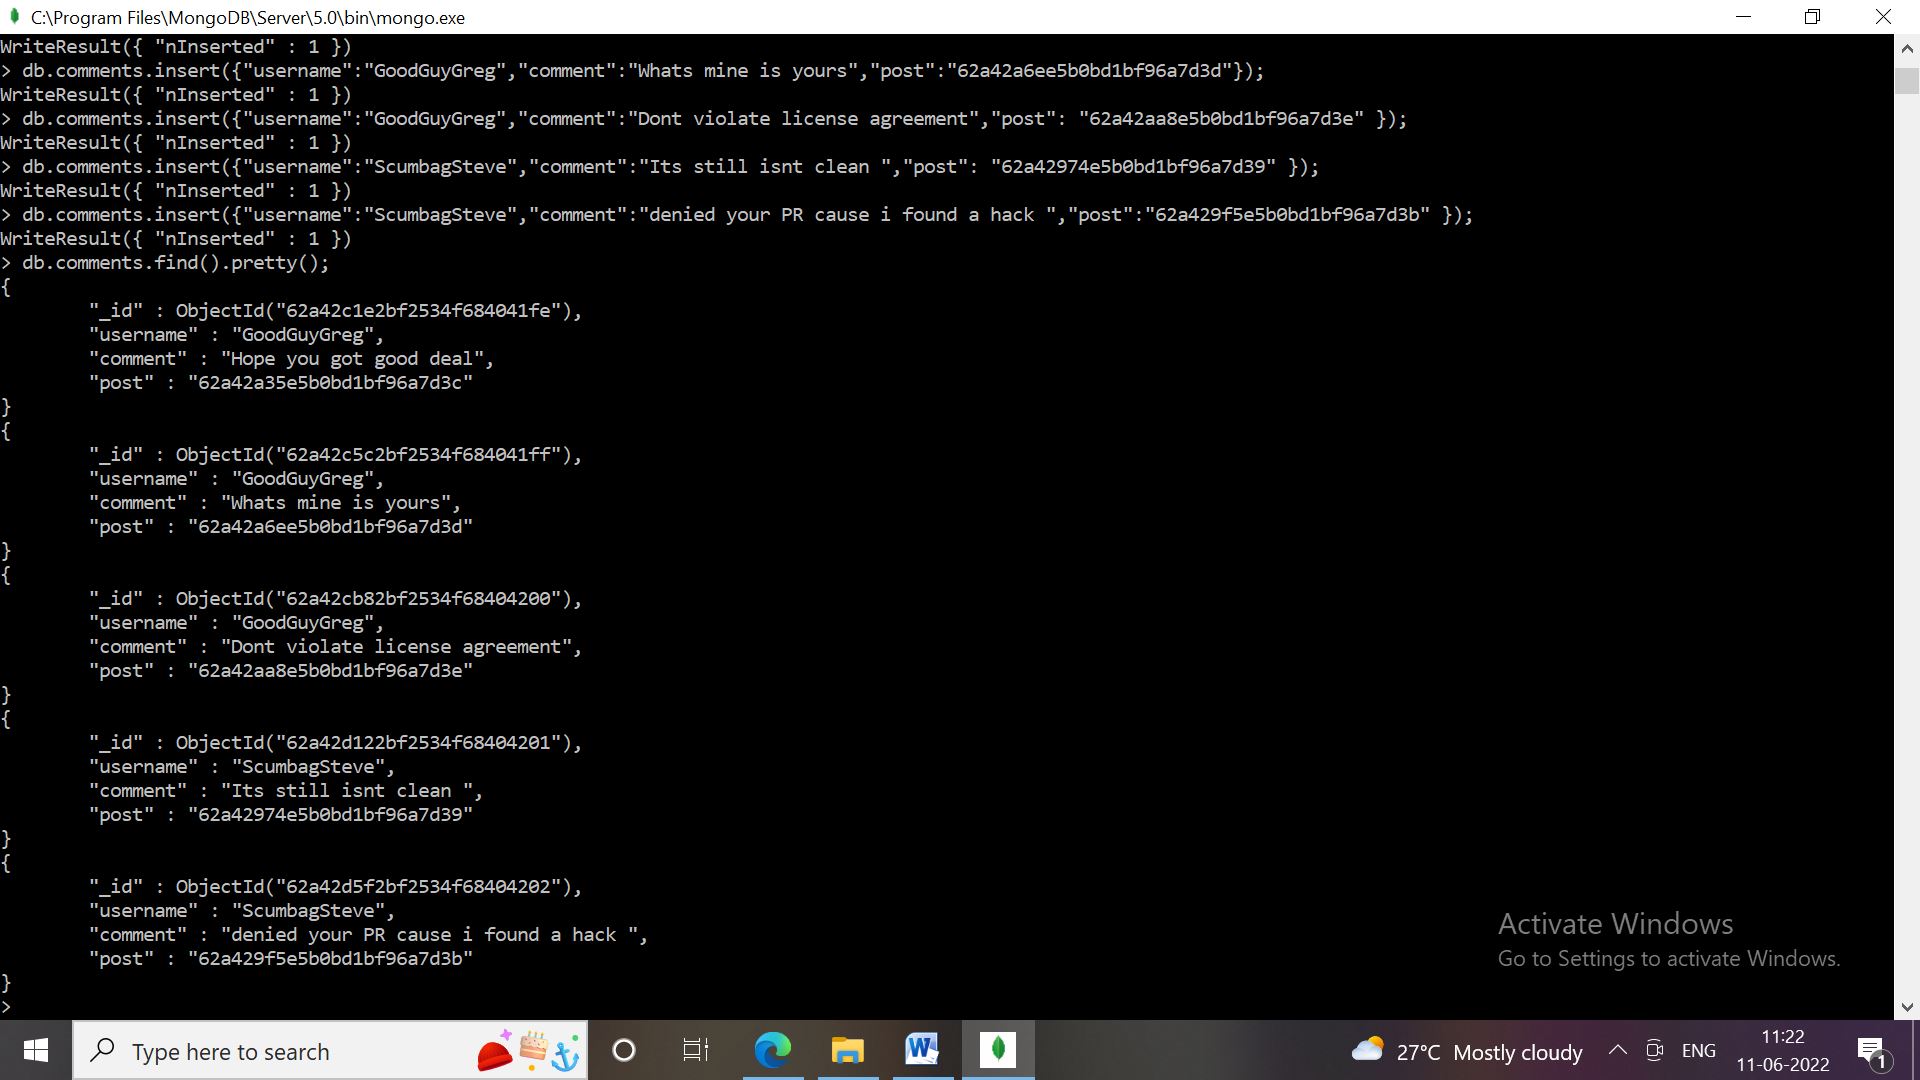 C:\Program Files\MongoDB\Server\5.0\bin\mongo.exe
WriteResult({ "nInserted" : 1 })
> db.comments.insert({"username":"GoodGuyGreg","comment":"Whats mine is yours","post":"62a42a6ee5b0bd1bf96a7d3d"});
WriteResult({ "nInserted" : 1 })
> db.comments.insert({"username":"GoodGuyGreg","comment":"Dont violate license agreement","post": "62a42aa8e5b0bd1bf96a7d3e" });
WriteResult({ "nInserted" : 1 })
> db.comments.insert({"username":"ScumbagSteve","comment":"Its still isnt clean ","post": "62a42974e5b0bd1bf96a7d39" });
WriteResult({ "nInserted" : 1 })
> db.comments.insert({"username":"ScumbagSteve","comment":"denied your PR cause i found a hack ","post":"62a429f5e5b0bd1bf96a7d3b" });
WriteResult({ "nInserted" : 1 })
> db.comments.find().pretty();
{
"_id" : ObjectId("62a42c1e2bf2534f684041fe"),
"username" : "GoodGuyGreg",
"comment" : "Hope you got good deal",
"post" : "62a42a35e5b0bd1bf96a7d3c"
}
{
"_id" : ObjectId("62a42c5c2bf2534f684041ff"),
"username" : "GoodGuyGreg",
"comment" : "Whats mine is yours",
"post" : "62a42a6ee5b0bd1bf96a7d3d"
}
{
"_id" : ObjectId("62a42cb82bf2534f68404200"),
"username" : "GoodGuyGreg",
"comment" : "Dont violate license agreement",
"post" : "62a42aa8e5b0bd1bf96a7d3e"
}
{
"_id" : ObjectId("62a42d122bf2534f68404201"),
"username" : "ScumbagSteve",
"comment" : "Its still isnt clean ",
"post" : "62a42974e5b0bd1bf96a7d39"
}
{
"_id" : ObjectId("62a42d5f2bf2534f68404202"),
"username" : "ScumbagSteve",
"comment" : "denied your PR cause i found a hack ",
"post" : "62a429f5e5b0bd1bf96a7d3b"
}
>
Activate Windows
Go to Settings to activate Windows.
Type here to search
W
27°C Mostly cloudy
ENG
11:22
11-06-2022
1